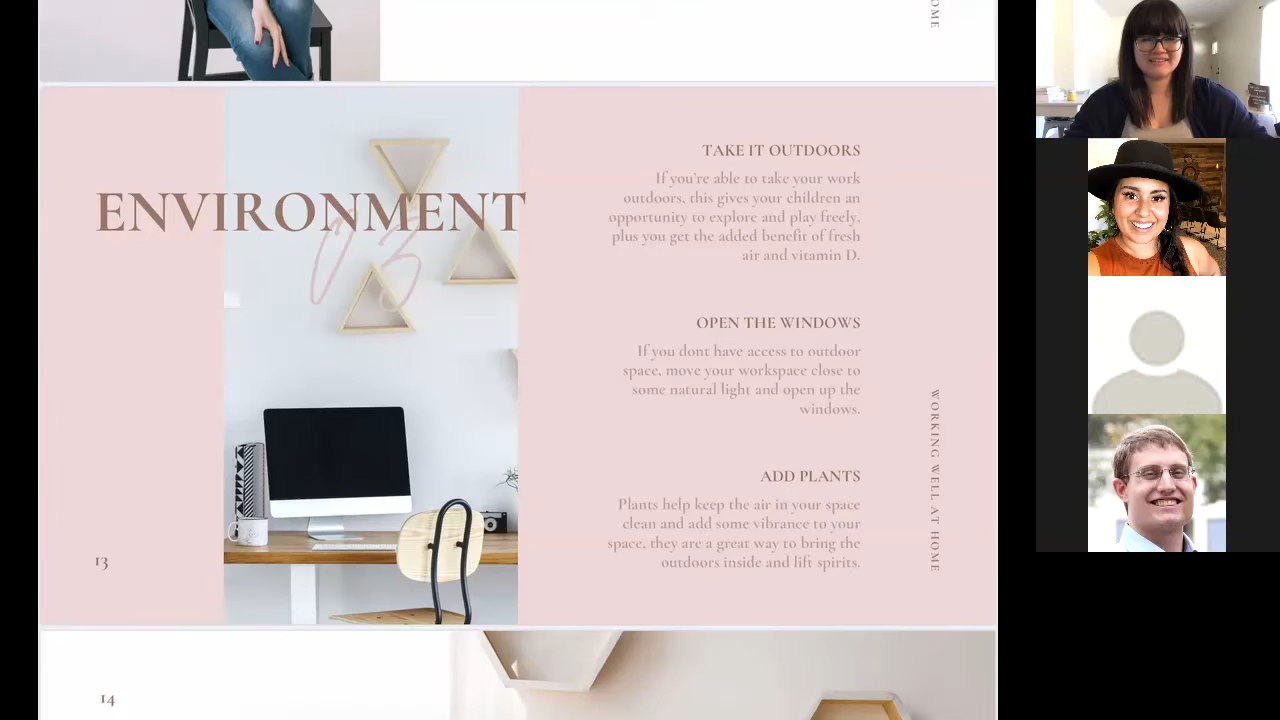 OME
ENVIRONMENT
03
TAKE IT OUTDOORS
If you're able to take your work
outdoors, this gives your children an
opportunity to explore and play freely,
plus you get the added benefit of fresh
air and vitamin D.
OPEN THE WINDOWS
If you dont have access to outdoor
space, move your workspace close to
some natural light and open up the
windows.
ADD PLANTS
Plants help keep the air in your space
clean and add some vibrance to your
space, they are a great way to bring the
outdoors inside and lift spirits.
WORKING WELL AT HOME
13
14